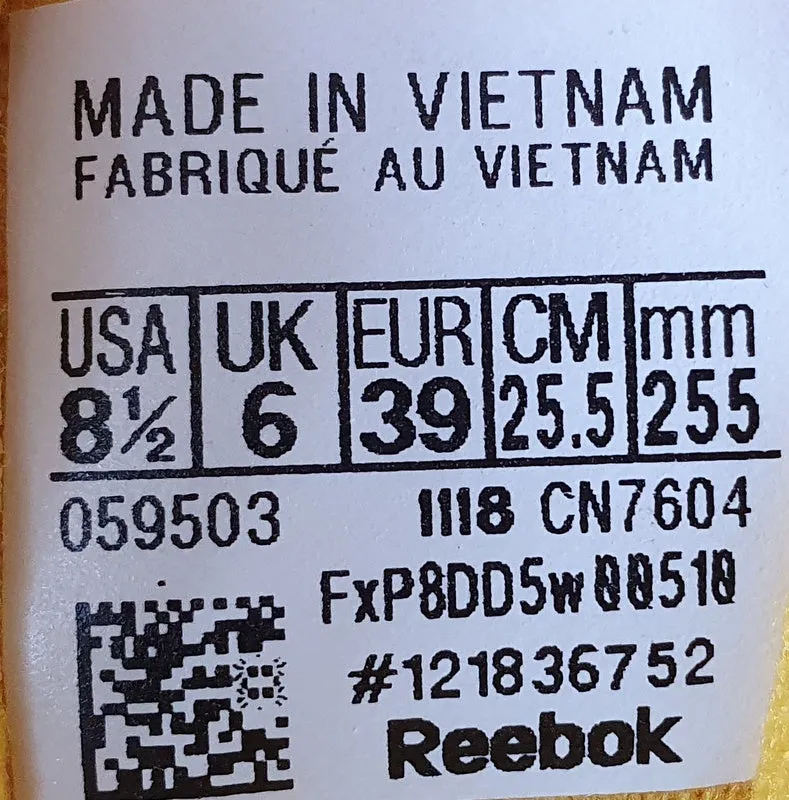 MADE IN VIETNAM
FABRIQUÉ AU VIETNAM
USA UK EUR CM mm
8½ 6 39 25.5 255
059503 1118 CN7604
FxP8DD5w00510
#121836752
Reebok